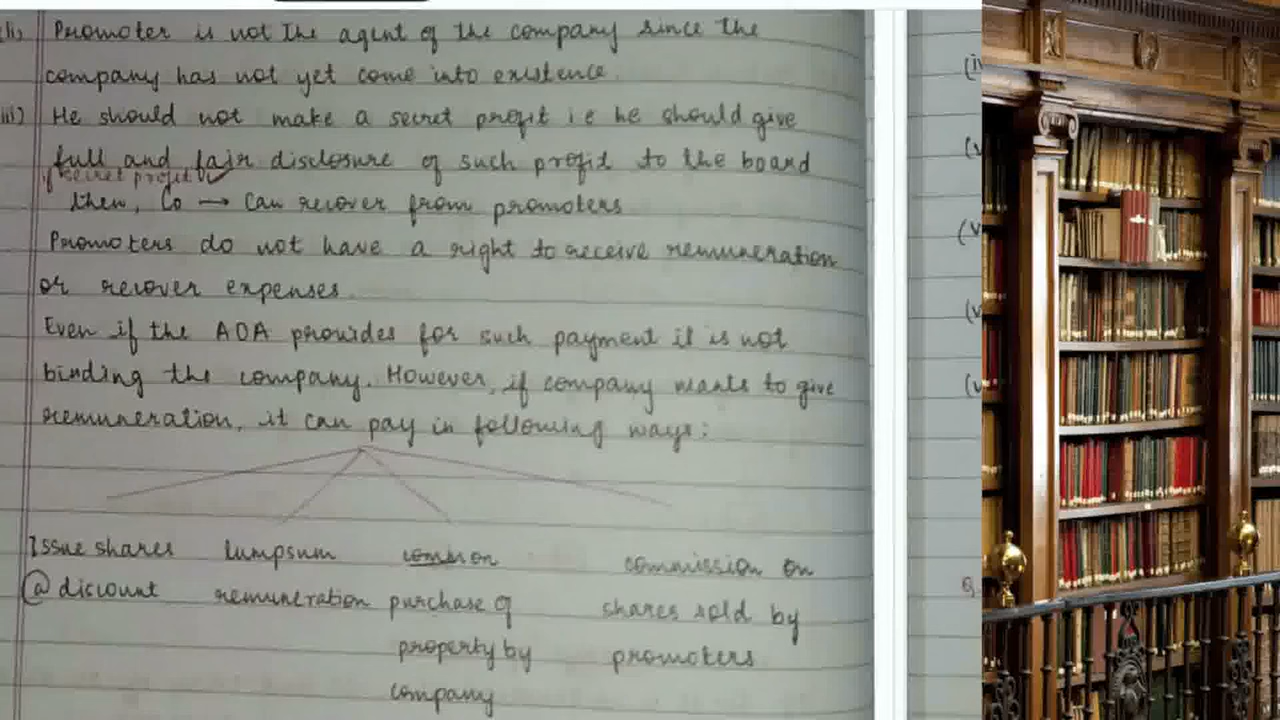 (ii) Promoter is not the agent of the company since the
company has not yet come into existence.
(iii) He should not make a secret profit i.e he should give
full and fair disclosure of such profit to the board
if secret profit
then, Co → Can recover from promoters
Promoters do not have a right to receive remuneration
or recover expenses.
Even if the AOA provides for such payment it is not
binding the company. However, if company wants to give
remuneration, it can pay in following ways:
Issue shares
@ discount
lumpsum
remuneration
purchase of
property by
company
commission on
shares sold by
promoters